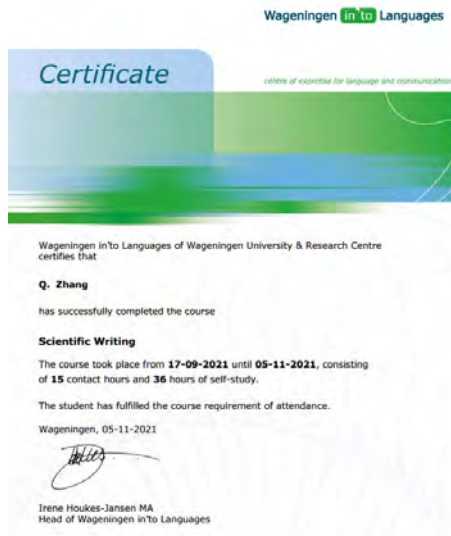 Wageningen in'to Languages
Certificate
centre of expertise for language and communication
Wageningen in'to Languages of Wageningen University & Research Centre
certifies that
Q. Zhang
has successfully completed the course
Scientific Writing
The course took place from 17-09-2021 until 05-11-2021, consisting
of 15 contact hours and 36 hours of self-study.
The student has fulfilled the course requirement of attendance.
Wageningen, 05-11-2021
Irene Houkes-Jansen MA
Head of Wageningen in'to Languages